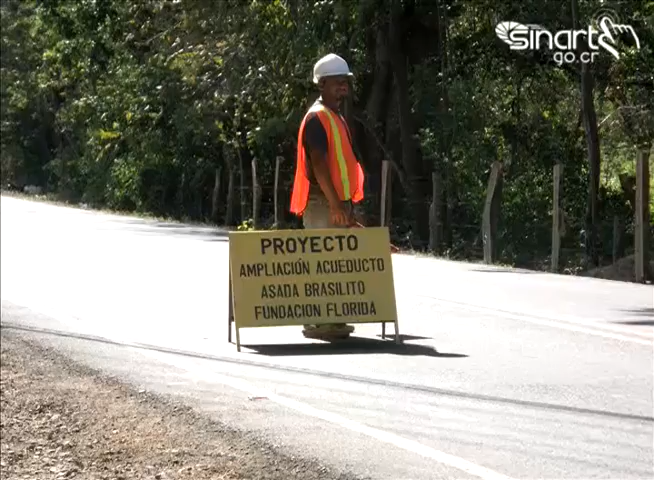 sinart
go.cr
PROYECTO
AMPLIACIÓN ACUEDUCTO
ASADA BRASILITO
FUNDACION FLORIDA